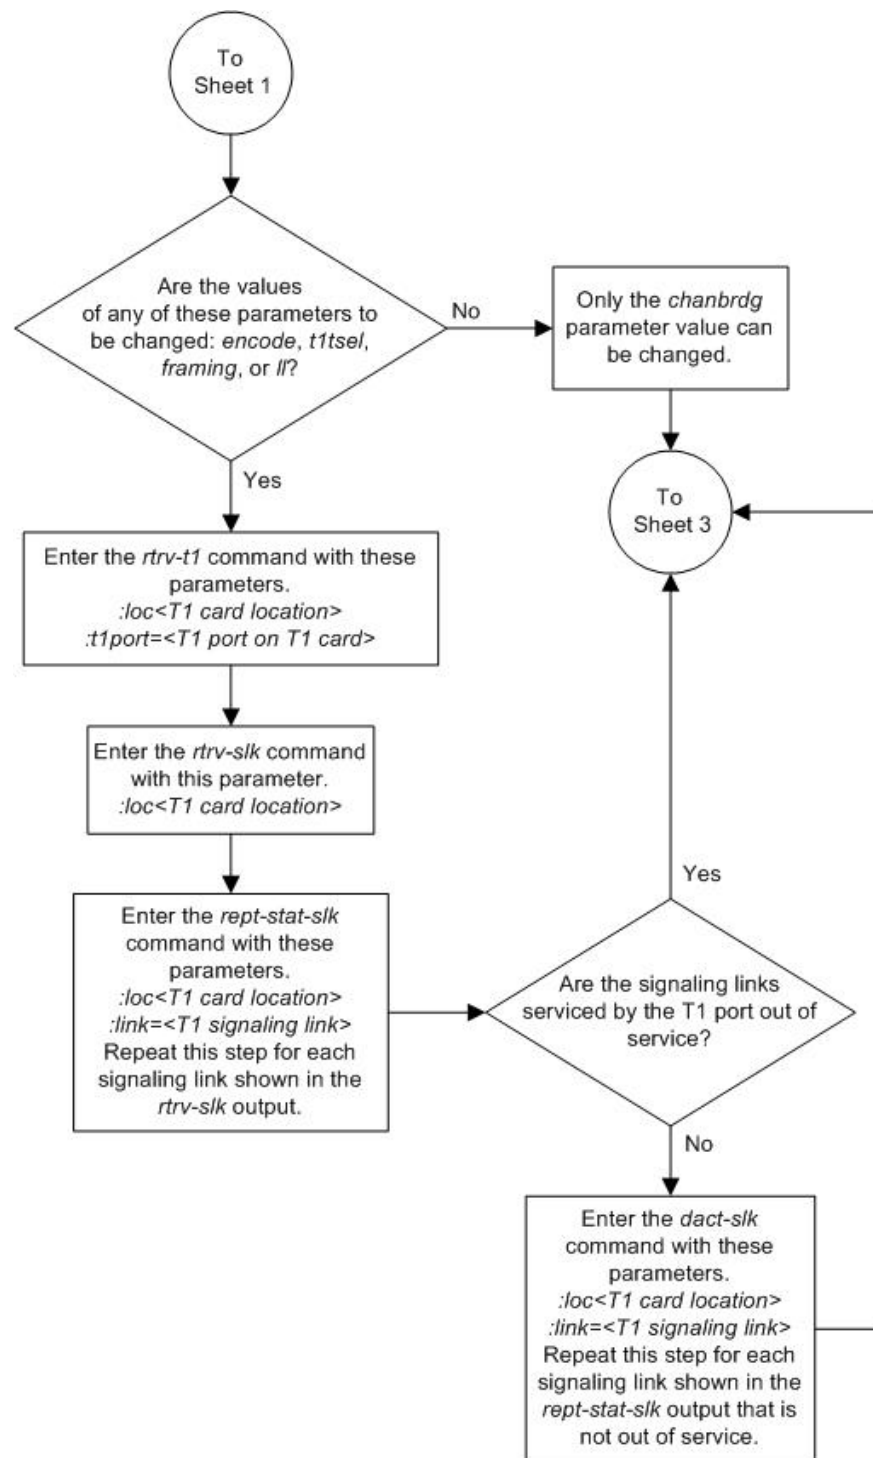 To
Sheet 1
Are the values
of any of these parameters to
be changed: encode, t1tsel,
framing, or ll?
No
Only the chanbrdg
parameter value can
be changed.
Yes
To
Sheet 3
Enter the rtrv-t1 command with these
parameters.
:loc<T1 card location>
:t1port=<T1 port on T1 card>
Enter the rtrv-slk command
with this parameter.
:loc<T1 card location>
Enter the rept-stat-slk
command with these
parameters.
:loc<T1 card location>
:link=<T1 signaling link>
Repeat this step for each
signaling link shown in the
rtrv-slk output.
Yes
Are the signaling links
serviced by the T1 port out of
service?
No
Enter the dact-slk
command with these
parameters.
:loc<T1 card location>
:link=<T1 signaling link>
Repeat this step for each
signaling link shown in the
rept-stat-slk output that is
not out of service.